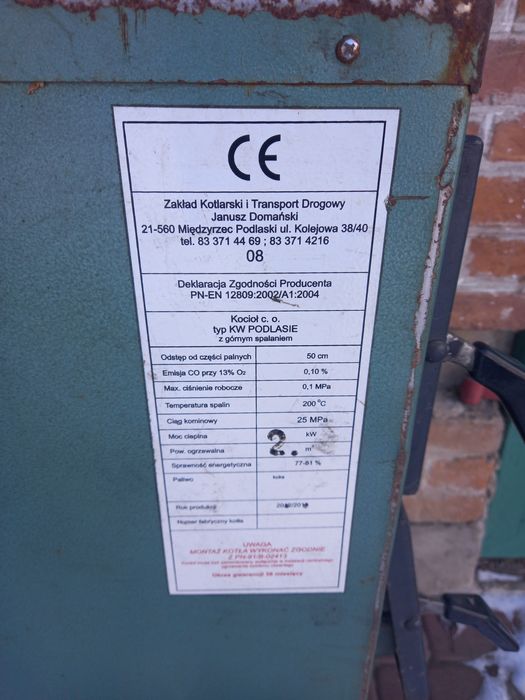 CE
Zakład Kotlarski i Transport Drogowy
Janusz Domański
21-560 Międzyrzec Podlaski ul. Kolejowa 38/40
tel. 83 371 44 69 ; 83 371 4216
08
Deklaracja Zgodności Producenta
PN-EN 12809:2002/A1:2004
Kocioł c. o.
typ KW PODLASIE
z górnym spalaniem
Odstęp od części palnych 50 cm
Emisja CO przy 13% O2 0,10 %
Max. ciśnienie robocze 0,1 MPa
Temperatura spalin 200 °C
Ciąg kominowy 25 MPa
Moc cieplna kW
Pow. ogrzewalna 2. m²
Sprawność energetyczna 77-81 %
Paliwo koks
Rok produkcji
Numer fabryczny kotła
UWAGA
MONTAŻ KOTŁA WYKONAĆ ZGODNIE
Z PN-91/B-02413
Okres gwarancji 36 miesięcy